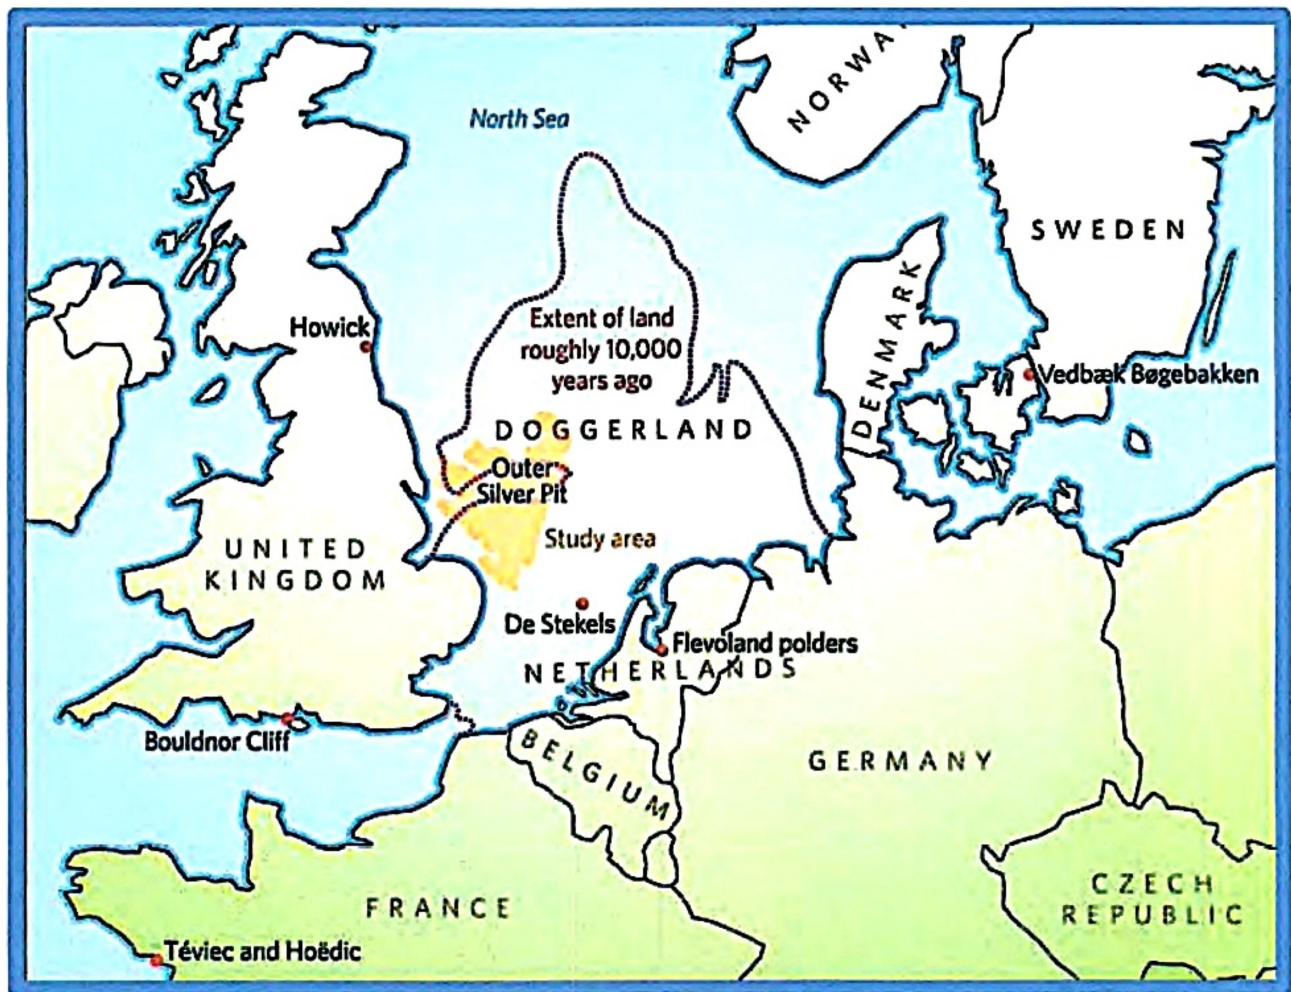 NORWAY
North Sea
SWEDEN
DENMARK
Howick
Extent of land
roughly 10,000
years ago
Vedbæk Bøgebakken
DOGGERLAND
Outer
Silver Pit
Study area
UNITED
KINGDOM
De Stekels
Flevoland polders
NETHERLANDS
Bouldnor Cliff
BELGIUM
GERMANY
FRANCE
CZECH
REPUBLIC
Téviec and Hoëdic